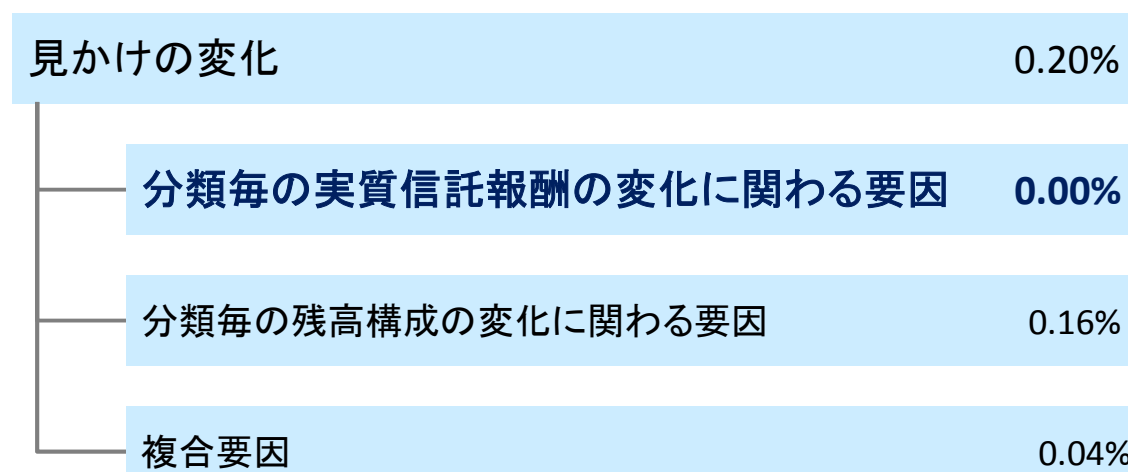 見かけの変化 0.20%
分類毎の実質信託報酬の変化に関わる要因 0.00%
分類毎の残高構成の変化に関わる要因 0.16%
複合要因 0.04%